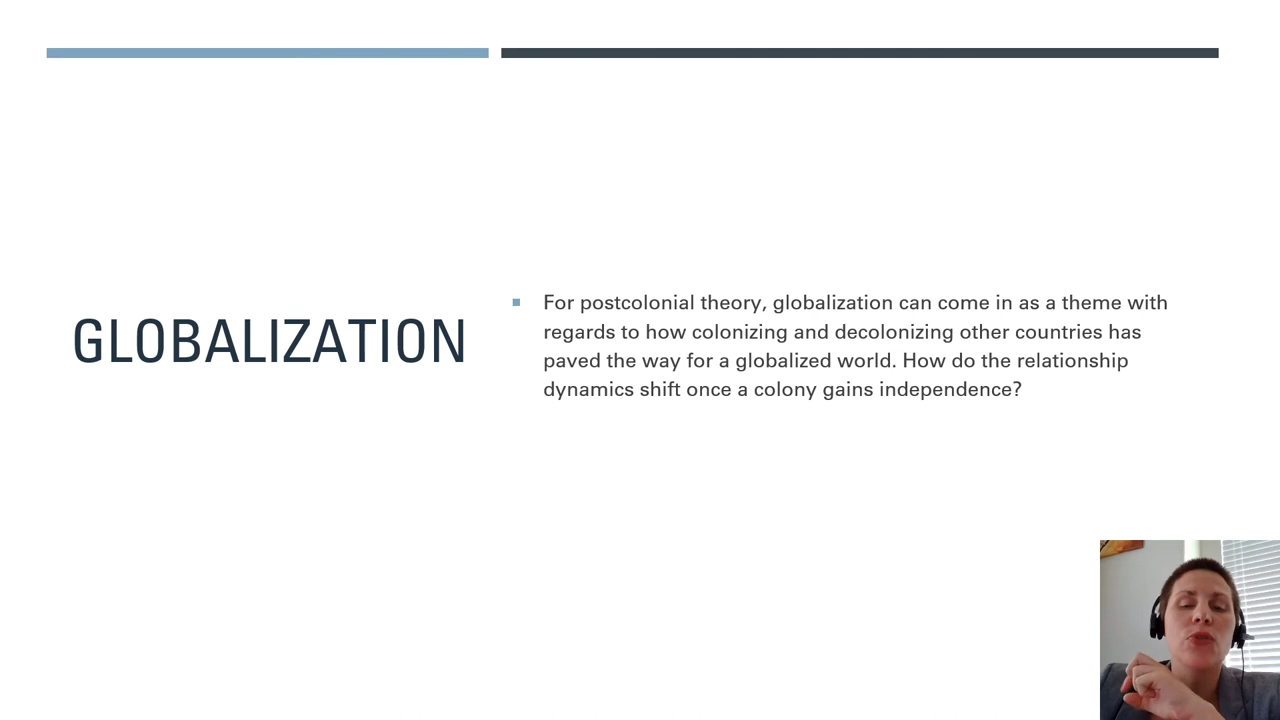 GLOBALIZATION
For postcolonial theory, globalization can come in as a theme with
regards to how colonizing and decolonizing other countries has
paved the way for a globalized world. How do the relationship
dynamics shift once a colony gains independence?